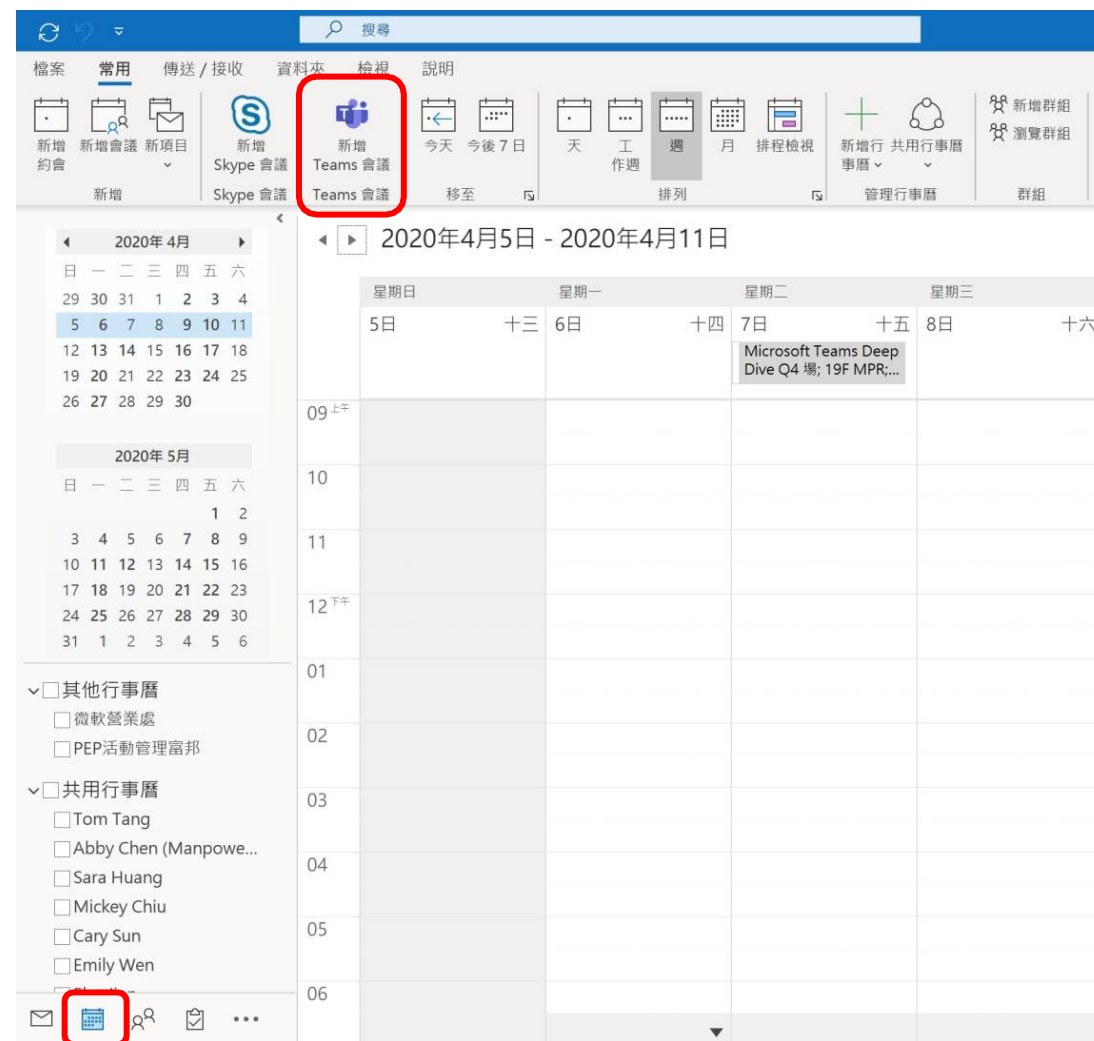 搜尋
檔案 常用 傳送 / 接收 資料夾 檢視 說明
新增約會
新增會議
新項目
新增
Skype 會議
新增
Teams 會議
今天
今後 7 日
天
工作週
週
月
排程檢視
新增行事曆
共用行事曆
新增群組
瀏覽群組
新增 Skype 會議 Teams 會議 移至 排列 管理行事曆 群組
2020年 4月
日 一 二 三 四 五 六
29 30 31 1 2 3 4
5 6 7 8 9 10 11
12 13 14 15 16 17 18
19 20 21 22 23 24 25
26 27 28 29 30
2020年 5月
日 一 二 三 四 五 六
1 2
3 4 5 6 7 8 9
10 11 12 13 14 15 16
17 18 19 20 21 22 23
24 25 26 27 28 29 30
31 1 2 3 4 5 6
其他行事曆
微軟營業處
PEP活動管理富邦
共用行事曆
Tom Tang
Abby Chen (Manpowe...
Sara Huang
Mickey Chiu
Cary Sun
Emily Wen
2020年4月5日 - 2020年4月11日
星期日 星期一 星期二 星期三
5日 十三 6日 十四 7日 十五 8日 十六
Microsoft Teams Deep
Dive Q4 場; 19F MPR;...
09 上午
10
11
12 下午
01
02
03
04
05
06